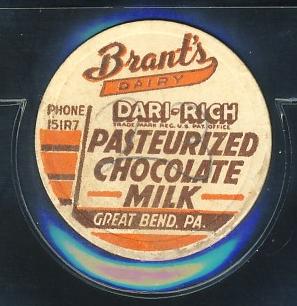 Brant's
DAIRY
PHONE
151R7
DARI-RICH
TRADE MARK REG. U.S. PAT. OFFICE
PASTEURIZED
CHOCOLATE
MILK
GREAT BEND, PA.